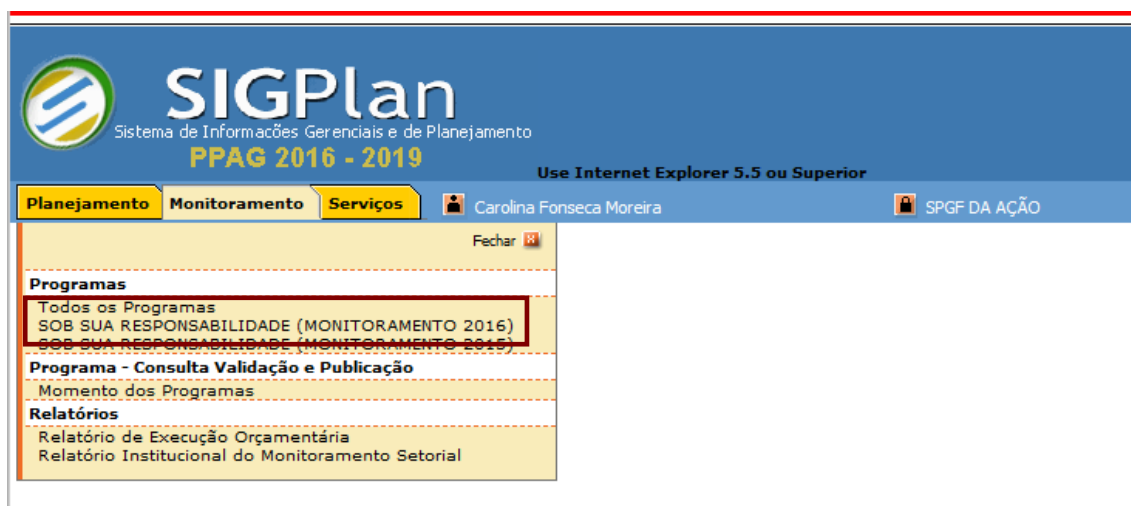 SIGPlan
Sistema de Informacões Gerenciais e de Planejamento
PPAG 2016 - 2019
Use Internet Explorer 5.5 ou Superior
Planejamento Monitoramento Serviços Carolina Fonseca Moreira SPGF DA AÇÃO
Fechar
Programas
Todos os Programas
SOB SUA RESPONSABILIDADE (MONITORAMENTO 2016)
SOB SUA RESPONSABILIDADE (MONITORAMENTO 2015)
Programa - Consulta Validação e Publicação
Momento dos Programas
Relatórios
Relatório de Execução Orçamentária
Relatório Institucional do Monitoramento Setorial